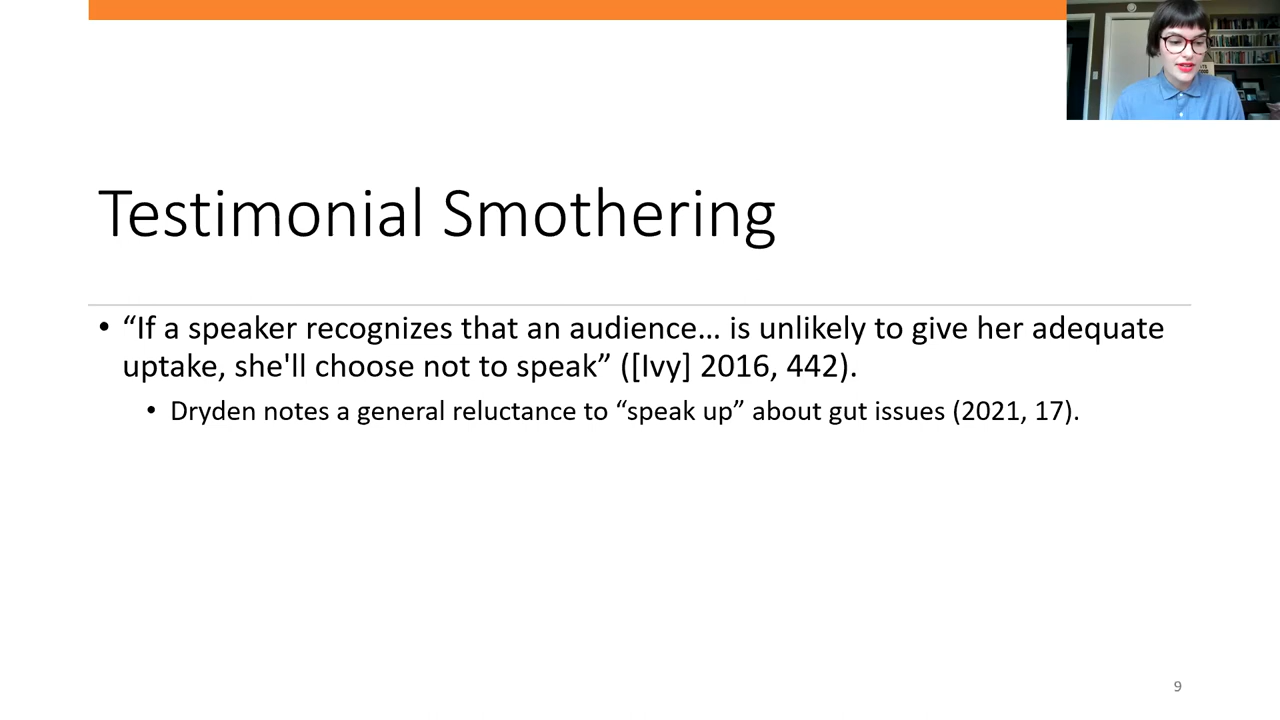 Testimonial Smothering
• “If a speaker recognizes that an audience... is unlikely to give her adequate
uptake, she'll choose not to speak” ([Ivy] 2016, 442).
• Dryden notes a general reluctance to “speak up” about gut issues (2021, 17).
9